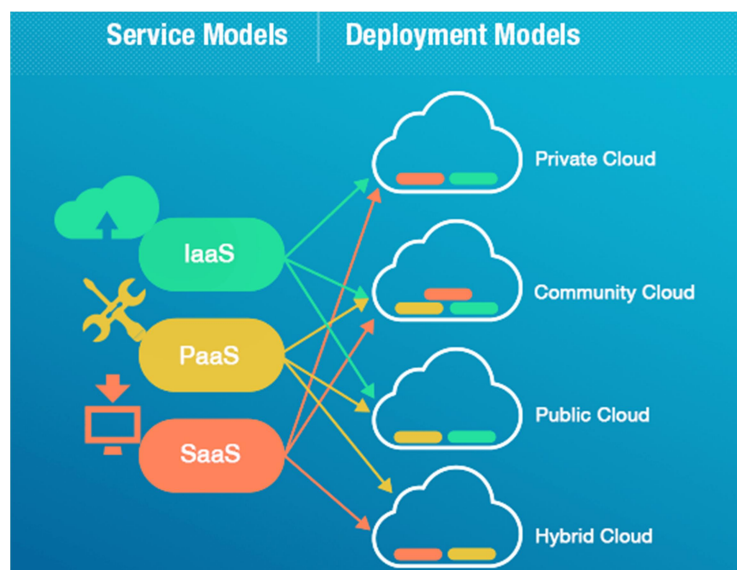 Service Models
Deployment Models
IaaS
PaaS
SaaS
Private Cloud
Community Cloud
Public Cloud
Hybrid Cloud